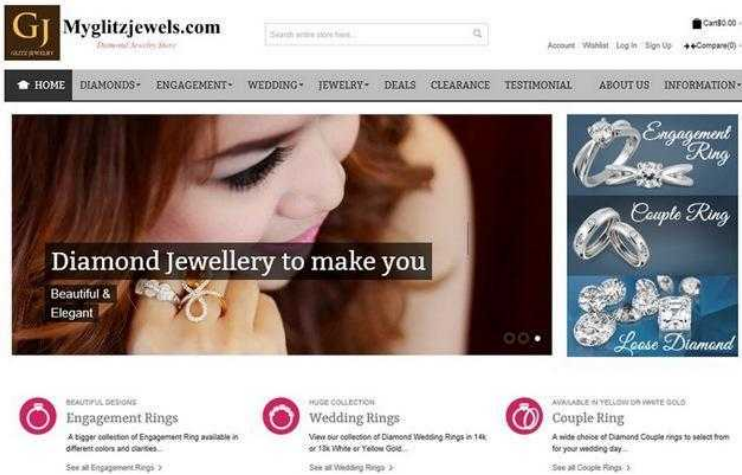 GJ
GLITZ JEWELRY
Myglitzjewels.com
Diamond Jewelry Store
Search entire store here...
Cart$0.00
Account Wishlist Log In Sign Up Compare(0)
HOME DIAMONDS ENGAGEMENT WEDDING JEWELRY DEALS CLEARANCE TESTIMONIAL ABOUT US INFORMATION
Engagement
Ring
Couple Ring
Loose Diamond
Diamond Jewellery to make you
Beautiful &
Elegant
BEAUTIFUL DESIGNS
Engagement Rings
A bigger collection of Engagement Ring available in
different colors and clarities...
See all Engagement Rings >
HUGE COLLECTION
Wedding Rings
View our collection of Diamond Wedding Rings in 14k
or 18k White or Yellow Gold...
See all Wedding Rings >
AVAILABLE IN YELLOW OR WHITE GOLD
Couple Ring
A wide choice of Diamond Couple rings to select from
for your wedding day...
See all Couple Rings. >